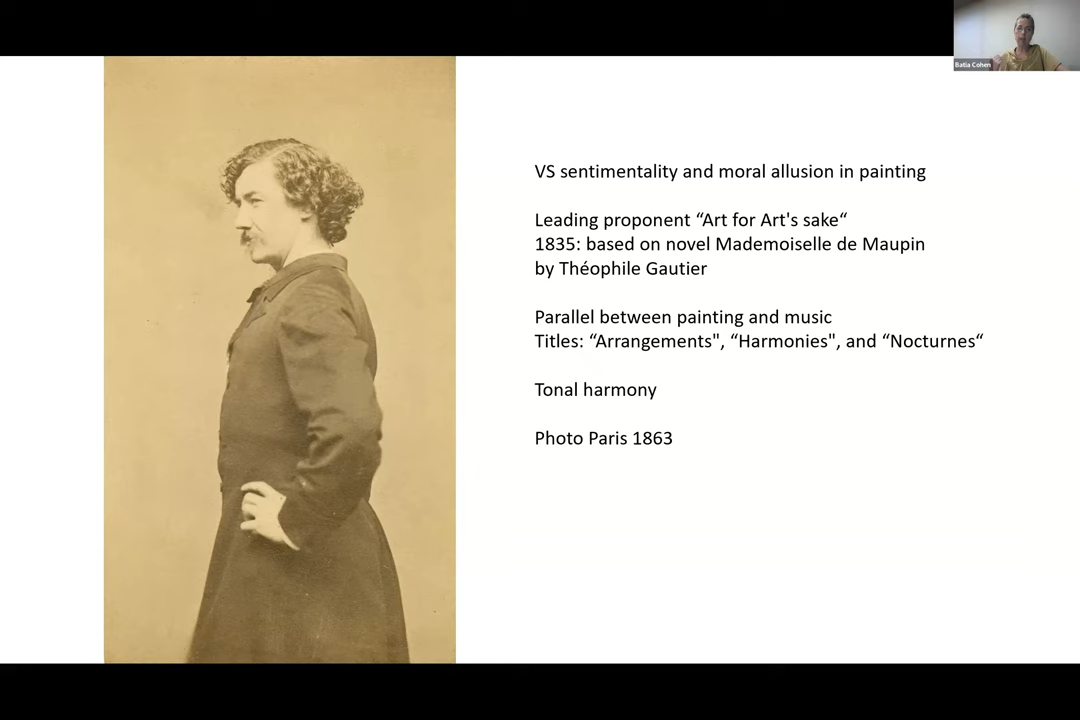 Batia Cohen
VS sentimentality and moral allusion in painting
Leading proponent “Art for Art's sake“
1835: based on novel Mademoiselle de Maupin
by Théophile Gautier
Parallel between painting and music
Titles: “Arrangements", “Harmonies", and “Nocturnes“
Tonal harmony
Photo Paris 1863